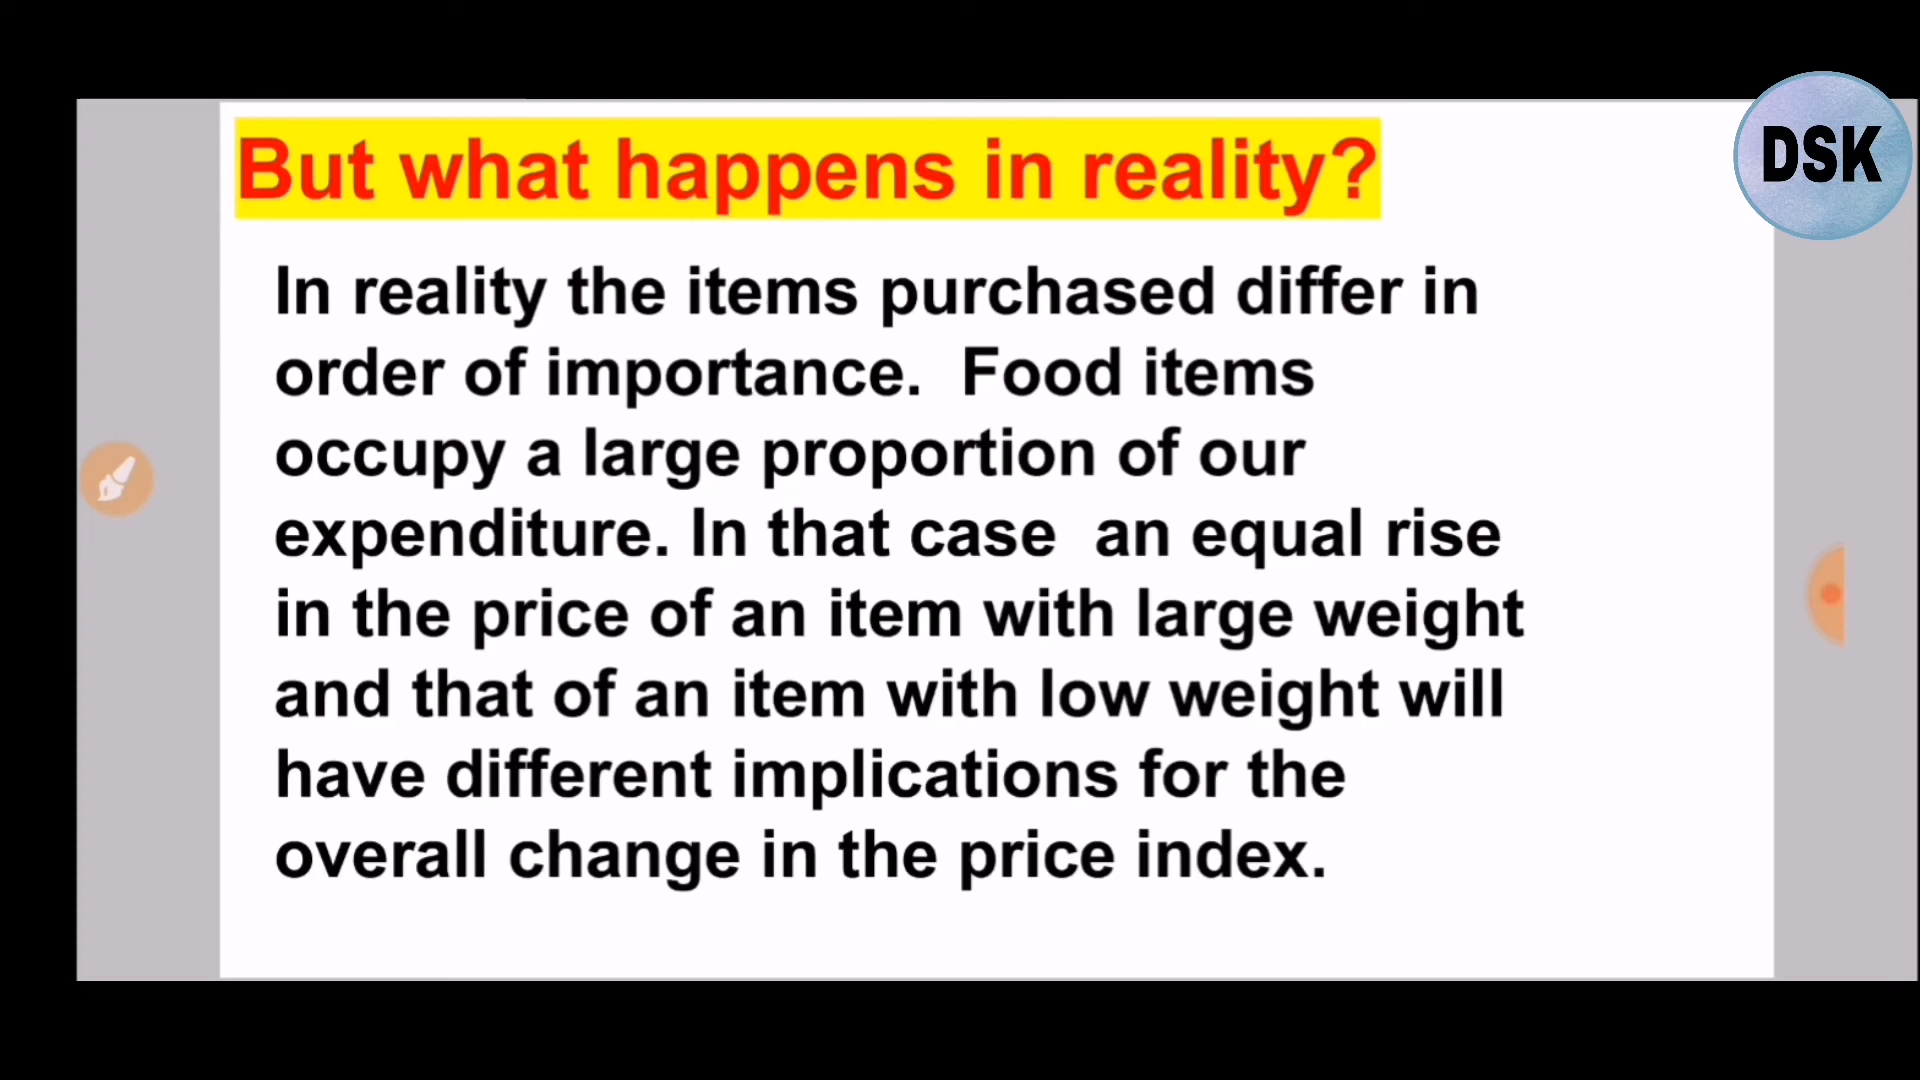 But what happens in reality?
DSK
In reality the items purchased differ in
order of importance.  Food items
occupy a large proportion of our
expenditure. In that case  an equal rise
in the price of an item with large weight
and that of an item with low weight will
have different implications for the
overall change in the price index.